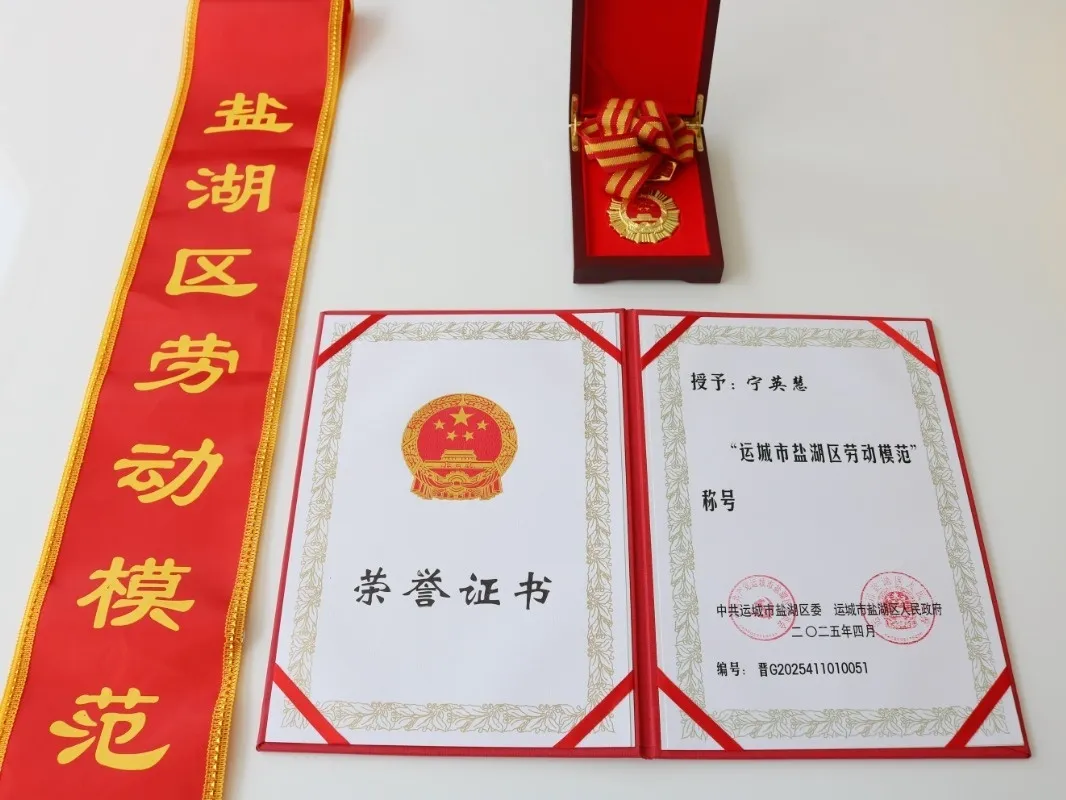 盐湖区劳动模范
荣誉证书
授予：宁英慧
“运城市盐湖区劳动模范”
称号
中共运城市盐湖区委 运城市盐湖区人民政府
二〇二五年四月
编号：晋G2025411010051